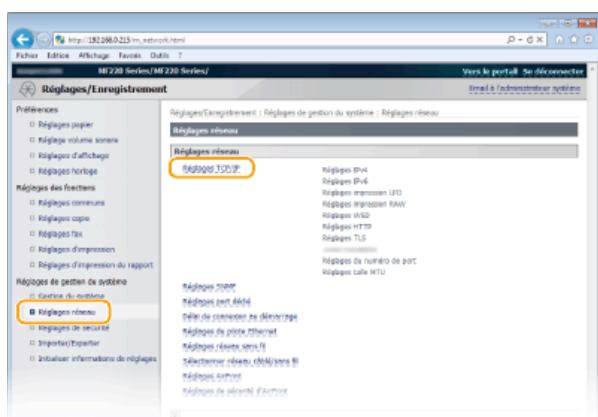 http://192.168.0.215/m_network.html
Fichier Edition Affichage Favoris Outils ?
MF220 Series/MF220 Series/
Vers le portail Se déconnecter
Réglages/Enregistrement
Email à l'administrateur système
Préférences
Réglages papier
Réglage volume sonore
Réglages d'affichage
Réglages horloge
Réglages des fonctions
Réglages communs
Réglages copie
Réglages fax
Réglages d'impression
Réglages d'impression du rapport
Réglages de gestion du système
Gestion du système
Réglages réseau
Réglages de sécurité
Importer/Exporter
Initialiser informations de réglages
Réglages/Enregistrement : Réglages de gestion du système : Réglages réseau
Réglages réseau
Réglages réseau
Réglages TCP/IP
Réglages IPv4
Réglages IPv6
Réglages impression LPD
Réglages impression RAW
Réglages WSD
Réglages HTTP
Réglages TLS
Réglages du numéro de port
Réglages taille MTU
Réglages SNMP
Réglages port dédié
Délai de connexion au démarrage
Réglages de pilote Ethernet
Réglages réseau sans fil
Sélectionner réseau câblé/sans fil
Réglages AirPrint
Réglages de sécurité d'AirPrint